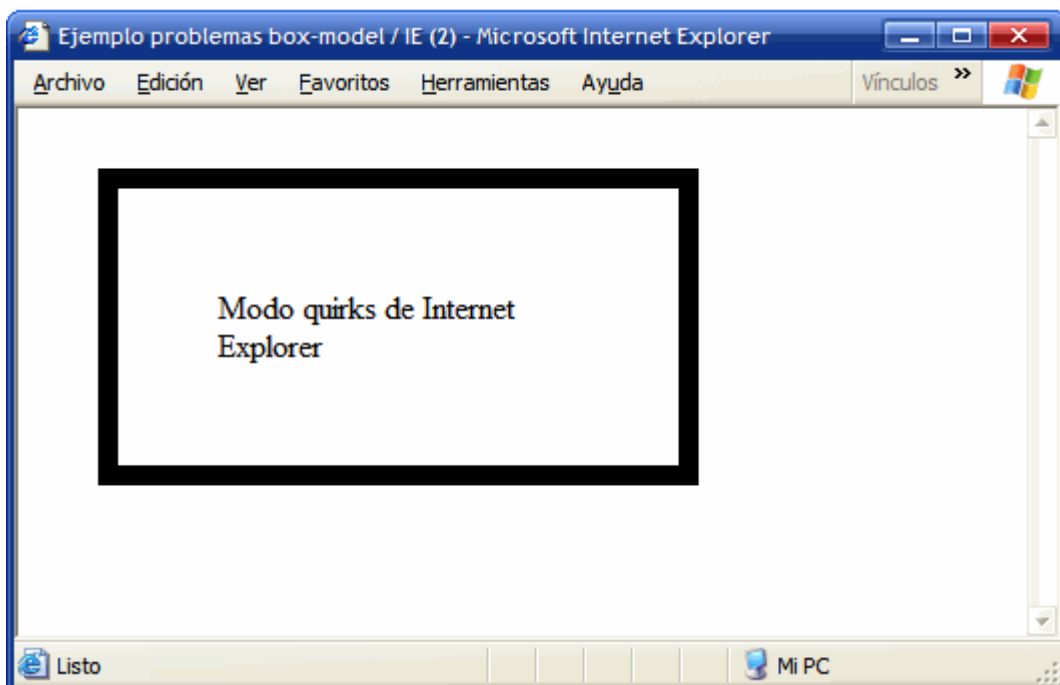 Ejemplo problemas box-model / IE (2) - Microsoft Internet Explorer
Archivo Edición Ver Favoritos Herramientas Ayuda Vínculos »
Modo quirks de Internet
Explorer
Listo Mi PC